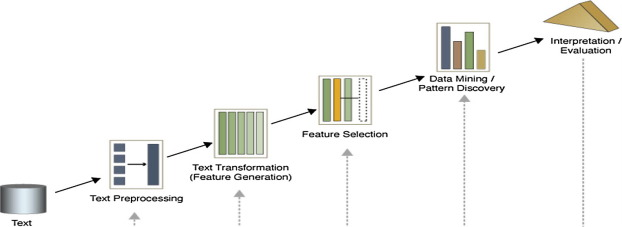 Text
Text Preprocessing
Text Transformation
(Feature Generation)
Feature Selection
Data Mining /
Pattern Discovery
Interpretation /
Evaluation